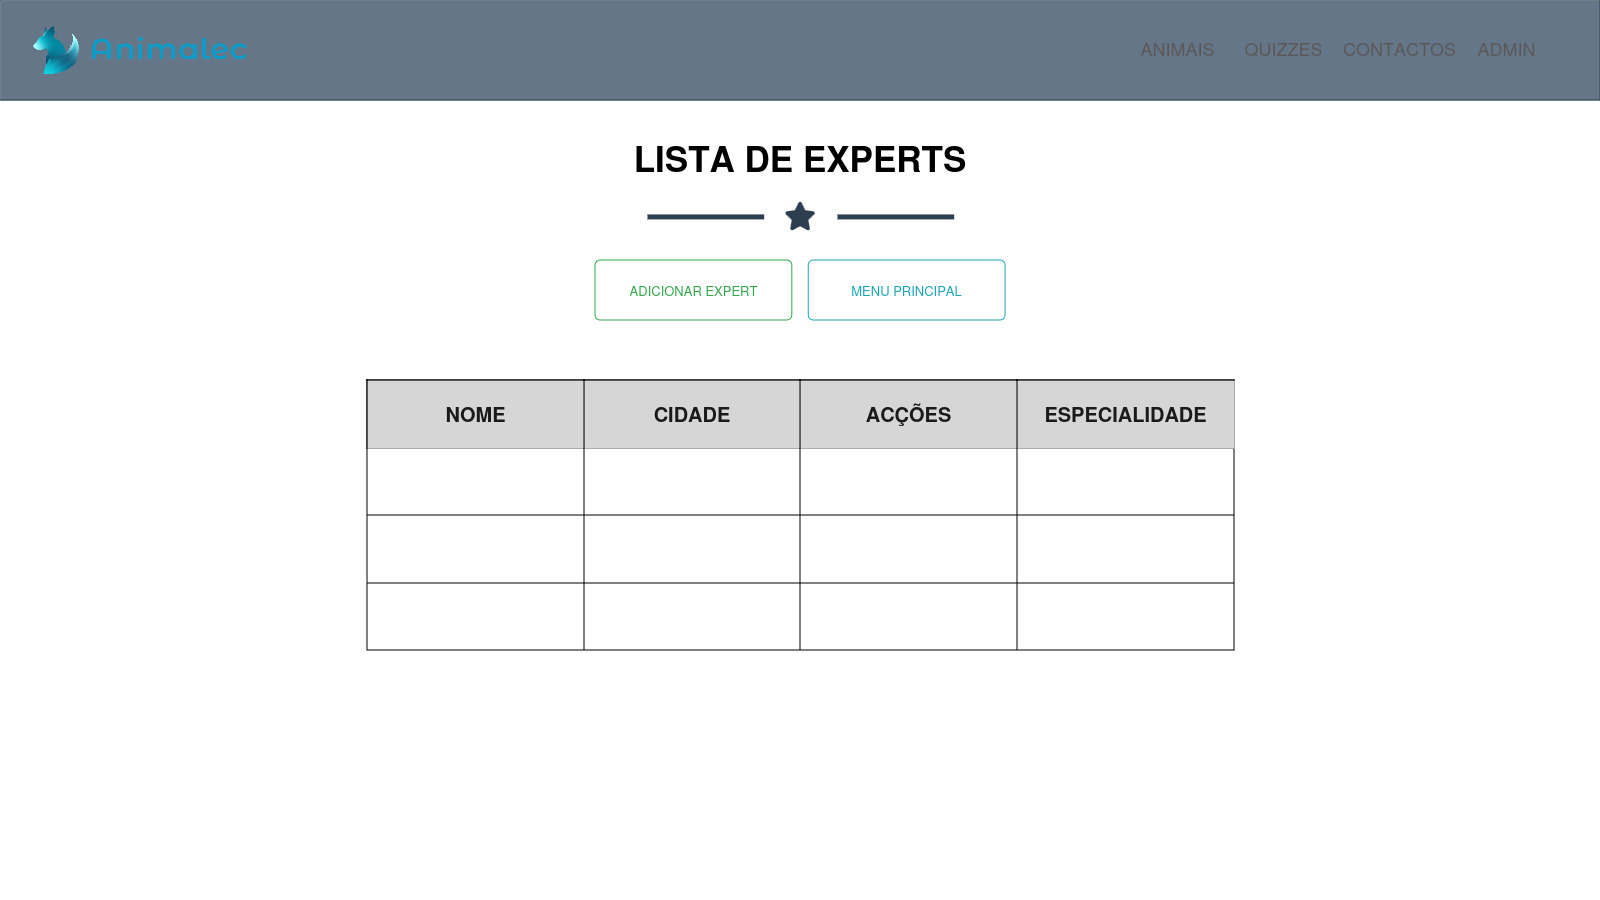 Animalec
ANIMAIS QUIZZES CONTACTOS ADMIN
LISTA DE EXPERTS
ADICIONAR EXPERT MENU PRINCIPAL
NOME CIDADE ACÇÕES ESPECIALIDADE